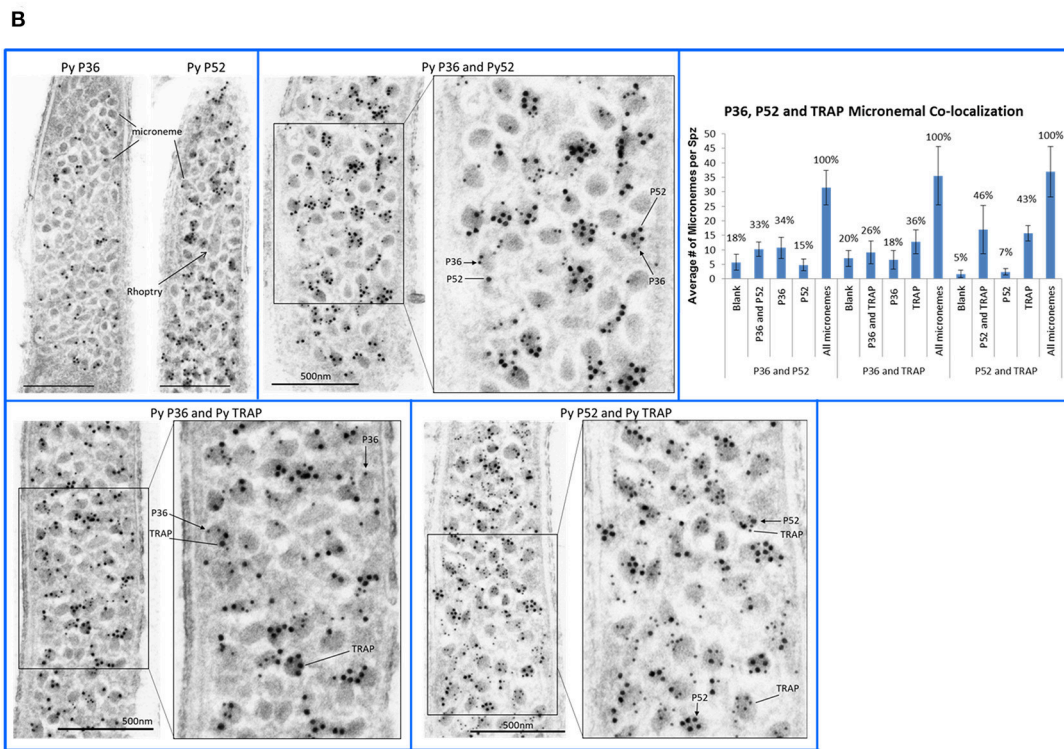 B
Py P36
Py P52
microneme
Rhoptry
Py P36 and Py52
P52
P36
P36
P52
500nm
P36, P52 and TRAP Micronemal Co-localization
Average # of Micronemes per Spz
50
45
40
35
30
25
20
15
10
5
0
18%
33%
34%
15%
100%
20%
26%
18%
36%
100%
5%
46%
7%
43%
100%
Blank
P36 and P52
P36
P52
All micronemes
Blank
P36 and TRAP
P36
TRAP
All micronemes
Blank
P52 and TRAP
P52
TRAP
All micronemes
P36 and P52
P36 and TRAP
P52 and TRAP
Py P36 and Py TRAP
P36
P36
TRAP
TRAP
500nm
Py P52 and Py TRAP
P52
TRAP
P52
TRAP
500nm